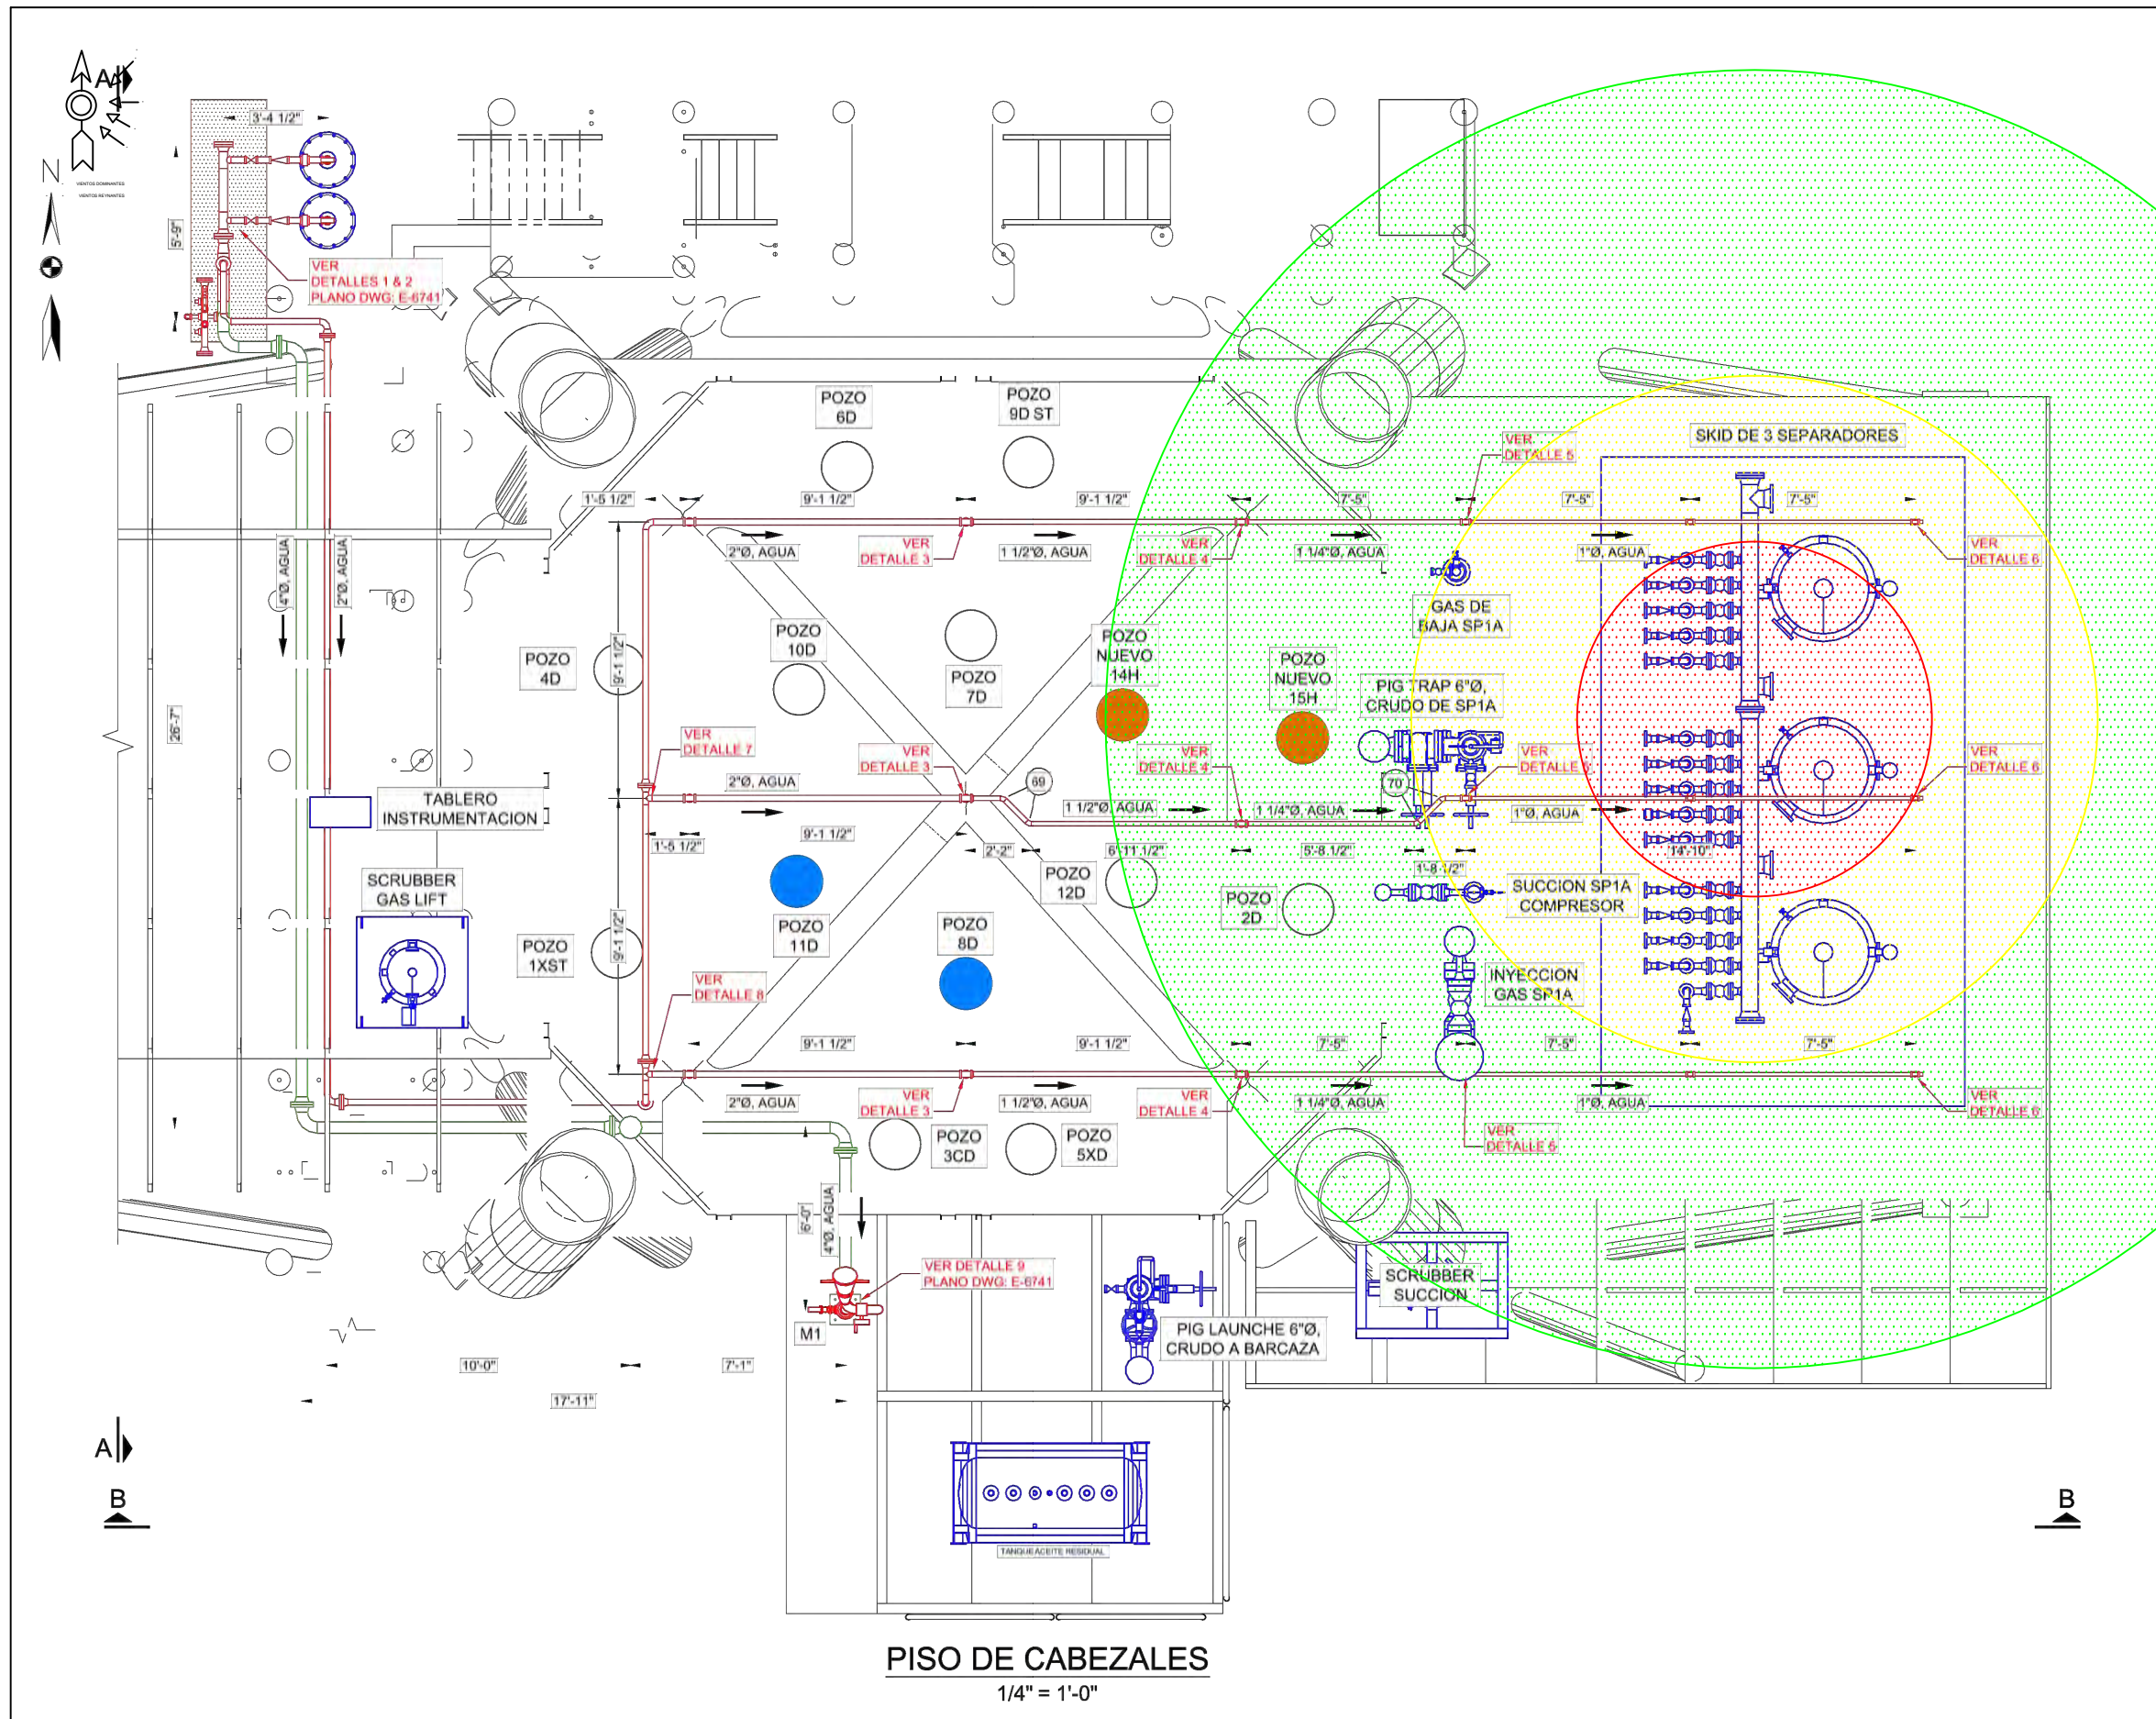 A
N
VIENTOS DOMINANTES
VIENTOS REYNANTES
3'-4 1/2"
5'-9"
VER
DETALLES 1 & 2
PLANO DWG: E-6741
POZO
6D
POZO
9D ST
SKID DE 3 SEPARADORES
VER
DETALLE 5
1'-5 1/2"
9'-1 1/2"
9'-1 1/2"
7'-5"
7'-5"
7'-5"
2"Ø, AGUA
VER
DETALLE 3
1 1/2"Ø, AGUA
VER
DETALLE 4
1 1/4"Ø, AGUA
1"Ø, AGUA
VER
DETALLE 6
4"Ø, AGUA
2"Ø, AGUA
GAS DE
BAJA SP1A
POZO
4D
9'-1 1/2"
POZO
10D
POZO
7D
POZO
NUEVO
14H
POZO
NUEVO
15H
PIG TRAP 6"Ø,
CRUDO DE SP1A
26'-7"
VER
DETALLE 7
VER
DETALLE 3
VER
DETALLE 4
VER
DETALLE 5
VER
DETALLE 6
2"Ø, AGUA
69
70
1 1/2"Ø, AGUA
1 1/4"Ø, AGUA
1"Ø, AGUA
TABLERO
INSTRUMENTACION
1'-5 1/2"
9'-1 1/2"
2'-2"
6'-11 1/2"
5'-8 1/2"
1'-8 1/2"
14'-10"
SCRUBBER
GAS LIFT
POZO
12D
POZO
2D
SUCCION SP1A
COMPRESOR
POZO
1XST
9'-1 1/2"
POZO
11D
POZO
8D
INYECCION
GAS SP1A
VER
DETALLE 8
9'-1 1/2"
9'-1 1/2"
7'-5"
7'-5"
7'-5"
2"Ø, AGUA
VER
DETALLE 3
1 1/2"Ø, AGUA
VER
DETALLE 4
1 1/4"Ø, AGUA
1"Ø, AGUA
VER
DETALLE 6
VER
DETALLE 5
POZO
3CD
POZO
5XD
6'-0"
4"Ø, AGUA
VER DETALLE 9
PLANO DWG: E-6741
M1
SCRUBBER
SUCCION
PIG LAUNCHE 6"Ø,
CRUDO A BARCAZA
10'-0"
7'-1"
17'-11"
A
B
B
TANQUE ACEITE RESIDUAL
PISO DE CABEZALES
1/4" = 1'-0"